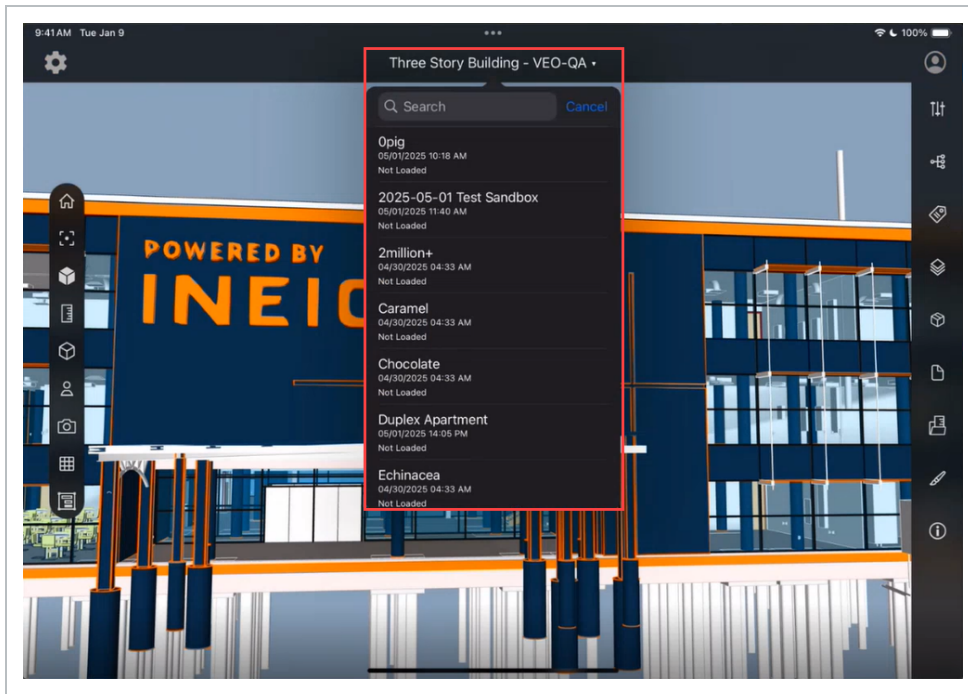 9:41 AM Tue Jan 9
100%
Three Story Building - VEO-QA
Search
Cancel
0pig
05/01/2025 10:18 AM
Not Loaded
2025-05-01 Test Sandbox
05/01/2025 11:40 AM
Not Loaded
2million+
04/30/2025 04:33 AM
Not Loaded
Caramel
04/30/2025 04:33 AM
Not Loaded
Chocolate
04/30/2025 04:33 AM
Not Loaded
Duplex Apartment
05/01/2025 14:05 PM
Not Loaded
Echinacea
04/30/2025 04:33 AM
Not Loaded
POWERED BY
INEIC